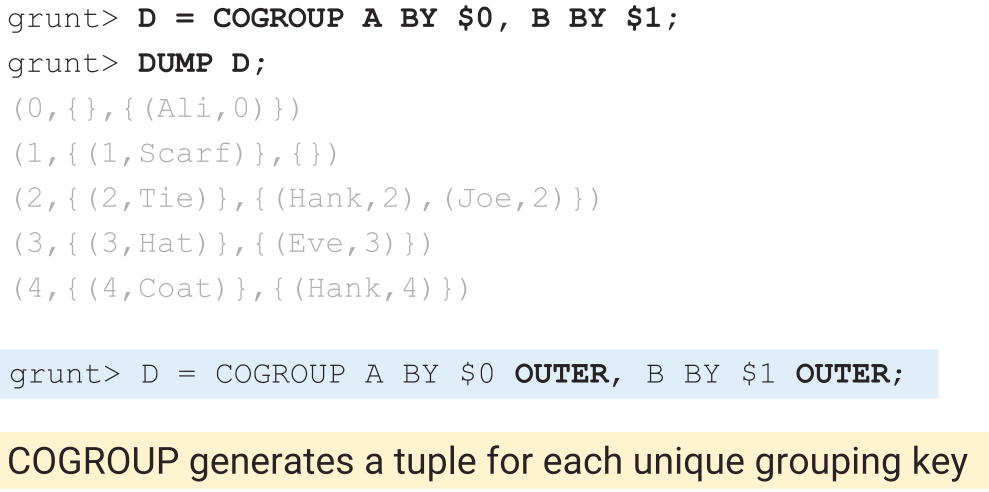 grunt> D = COGROUP A BY $0, B BY $1;
grunt> DUMP D;
(0,{},{(Ali,0)})
(1,{(1,Scarf)},{})
(2,{(2,Tie)},{(Hank,2),(Joe,2)})
(3,{(3,Hat)},{(Eve,3)})
(4,{(4,Coat)},{(Hank,4)})
grunt> D = COGROUP A BY $0 OUTER, B BY $1 OUTER;
COGROUP generates a tuple for each unique grouping key